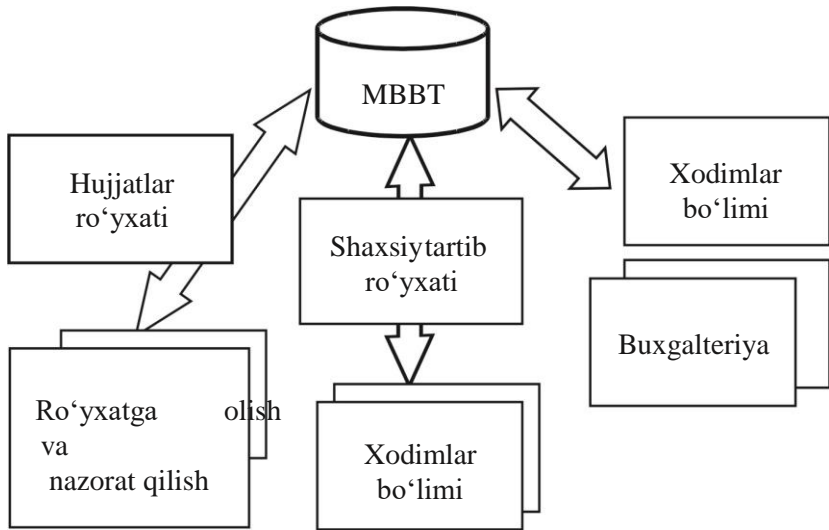 MBBT
Hujjatlar
ro‘yxati
Shaxsiytartib
ro‘yxati
Xodimlar
bo‘limi
Buxgalteriya
Ro‘yxatga olish
va
nazorat qilish
Xodimlar
bo‘limi